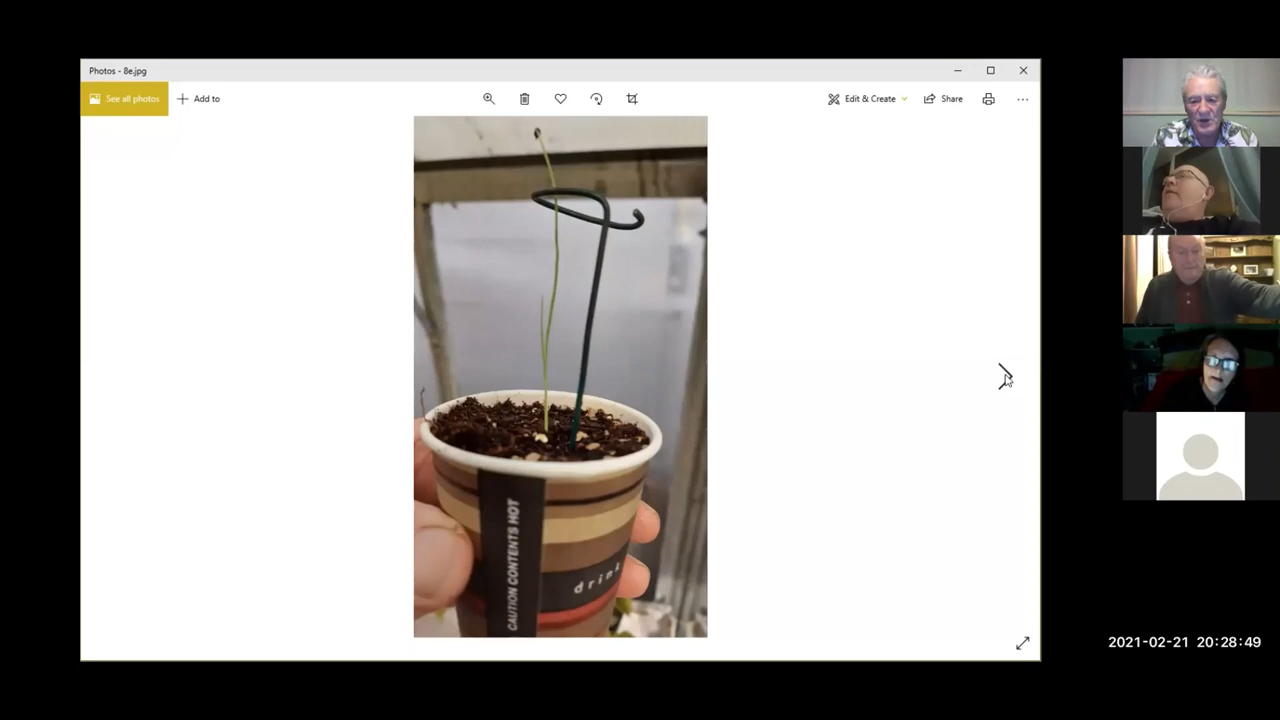 Photos - 8e.jpg
See all photos
Add to
Edit & Create
Share
CAUTION CONTENTS HOT
drink
2021-02-21 20:28:49